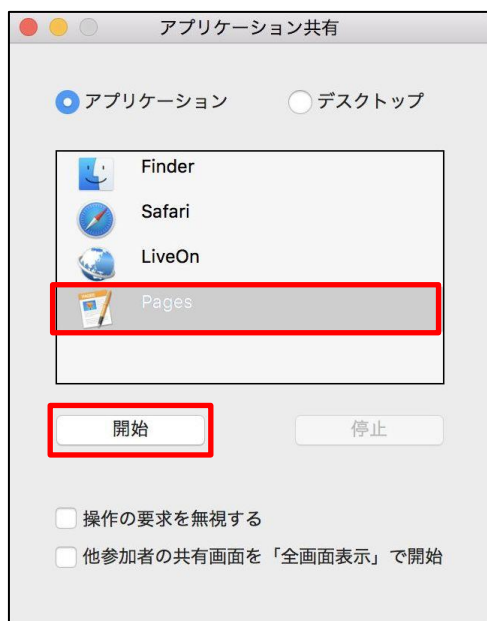 アプリケーション共有
アプリケーション　デスクトップ
Finder
Safari
LiveOn
Pages
開始　停止
操作の要求を無視する
他参加者の共有画面を「全画面表示」で開始